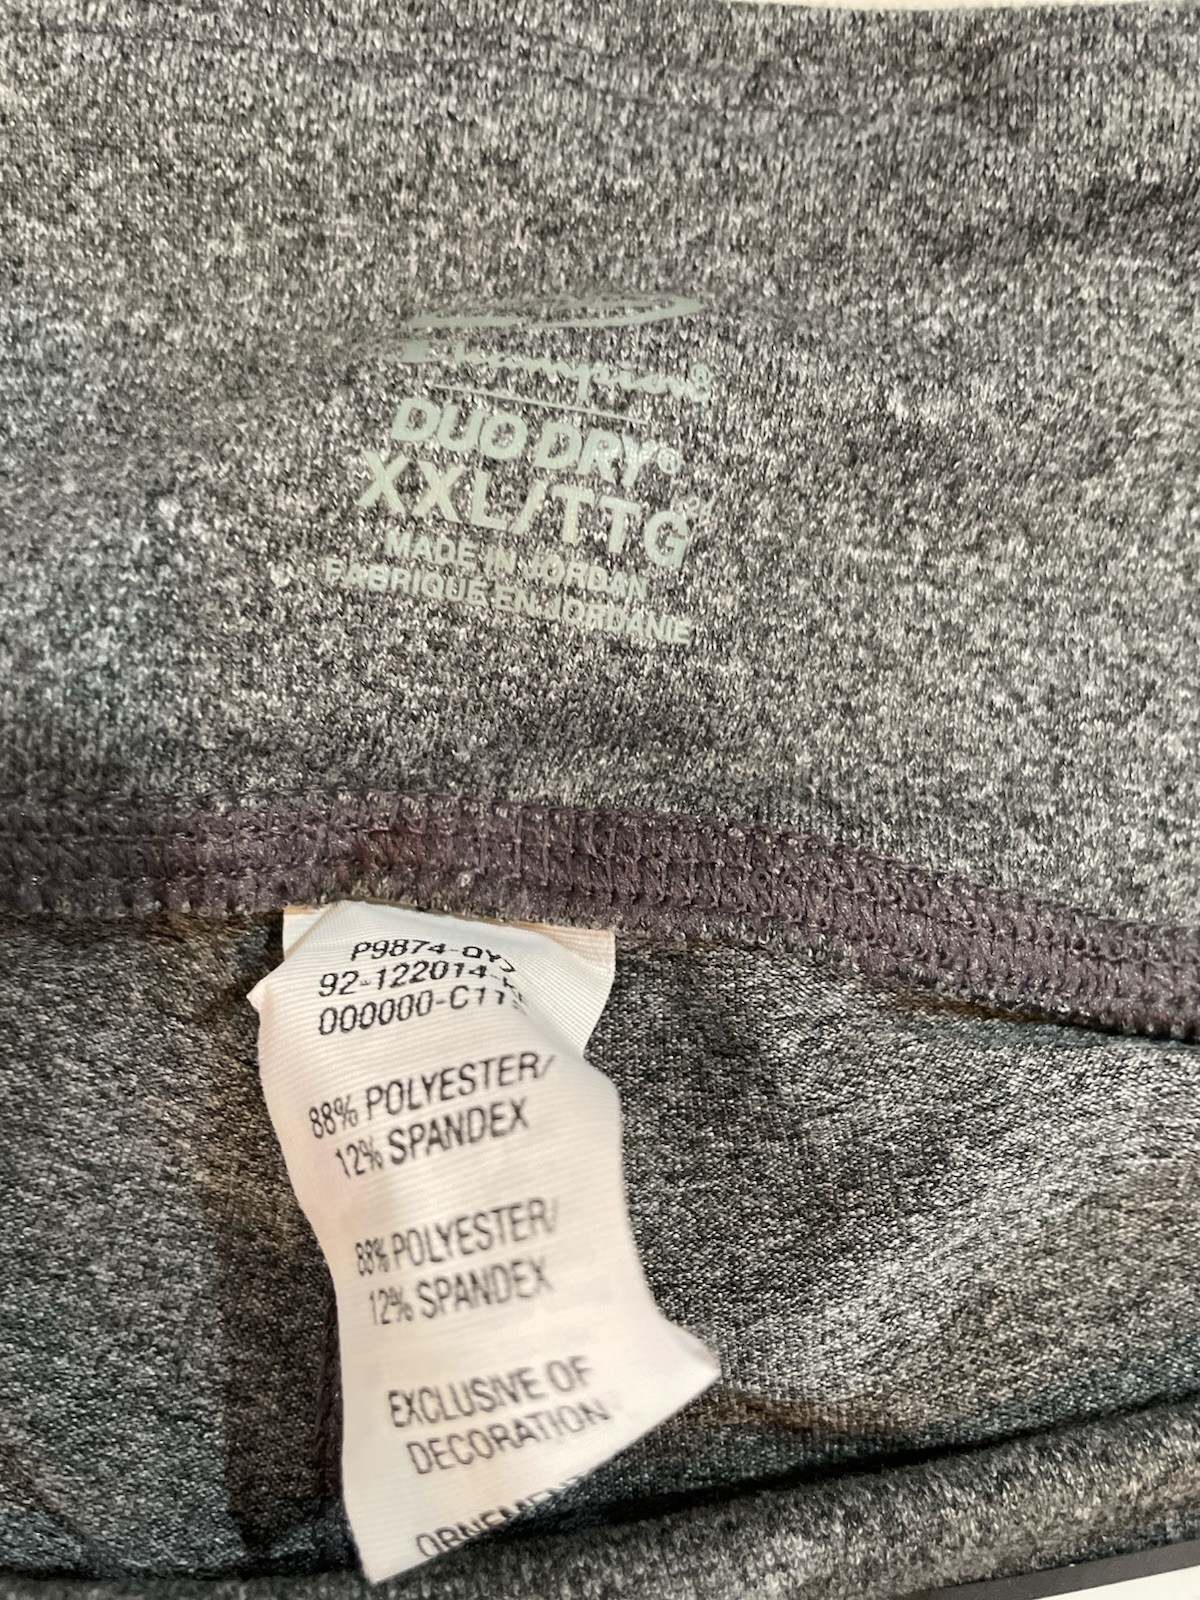 Champion®
DUO DRY®
XXL/TTG
MADE IN JORDAN
FABRIQUÉ EN JORDANIE
P9874-
92-122014-
000000-
88% POLYESTER/
12% SPANDEX
88% POLYESTER/
12% SPANDEX
EXCLUSIVE OF
DECORATION